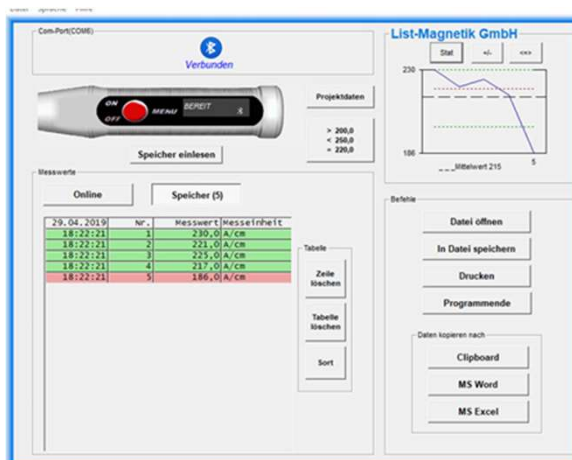 Com-Port(COM6)
Verbunden
ON
OFF
MENU
BEREIT
Projektdaten
Speicher einlesen
> 200,0
< 250,0
= 220,0
List-Magnetik GmbH
Stat
+/-
<=>
230
186
5
___Mittelwert 215
Messwerte
Online
Speicher (5)
29.04.2019 Nr. Messwert Messeinheit
18:22:21 1 230,0 A/cm
18:22:21 2 221,0 A/cm
18:22:21 3 225,0 A/cm
18:22:21 4 217,0 A/cm
18:22:21 5 186,0 A/cm
Tabelle
Zeile
löschen
Tabelle
löschen
Sort
Befehle
Datei öffnen
In Datei speichern
Drucken
Programmende
Daten kopieren nach
Clipboard
MS Word
MS Excel